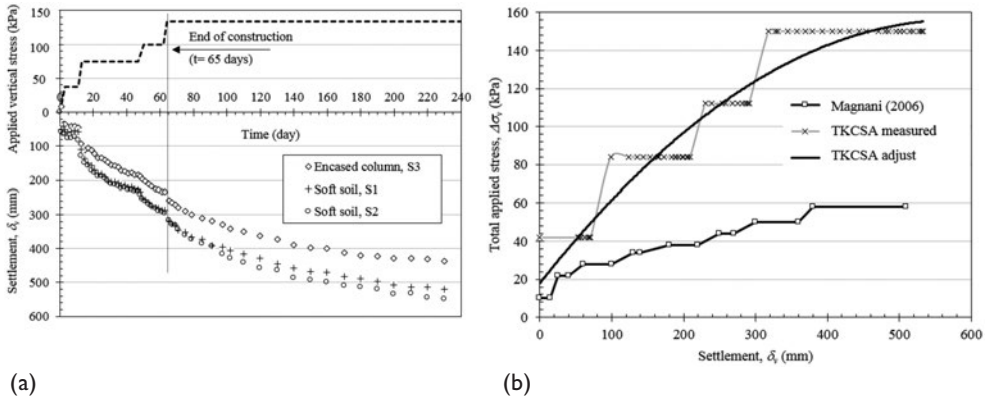 Applied vertical stress (kPa)
150
100
50
0
End of construction
(t= 65 days)
0 20 40 60 80 100 120 140 160 180 200 220 240
Time (day)
Settlement, δv (mm)
100
200
300
400
500
600
Encased column, S3
Soft soil, S1
Soft soil, S2
(a)
Total applied stress, Δσv (kPa)
160
140
120
100
80
60
40
20
0
Magnani (2006)
TKCSA measured
TKCSA adjust
0 100 200 300 400 500 600
Settlement, δv (mm)
(b)